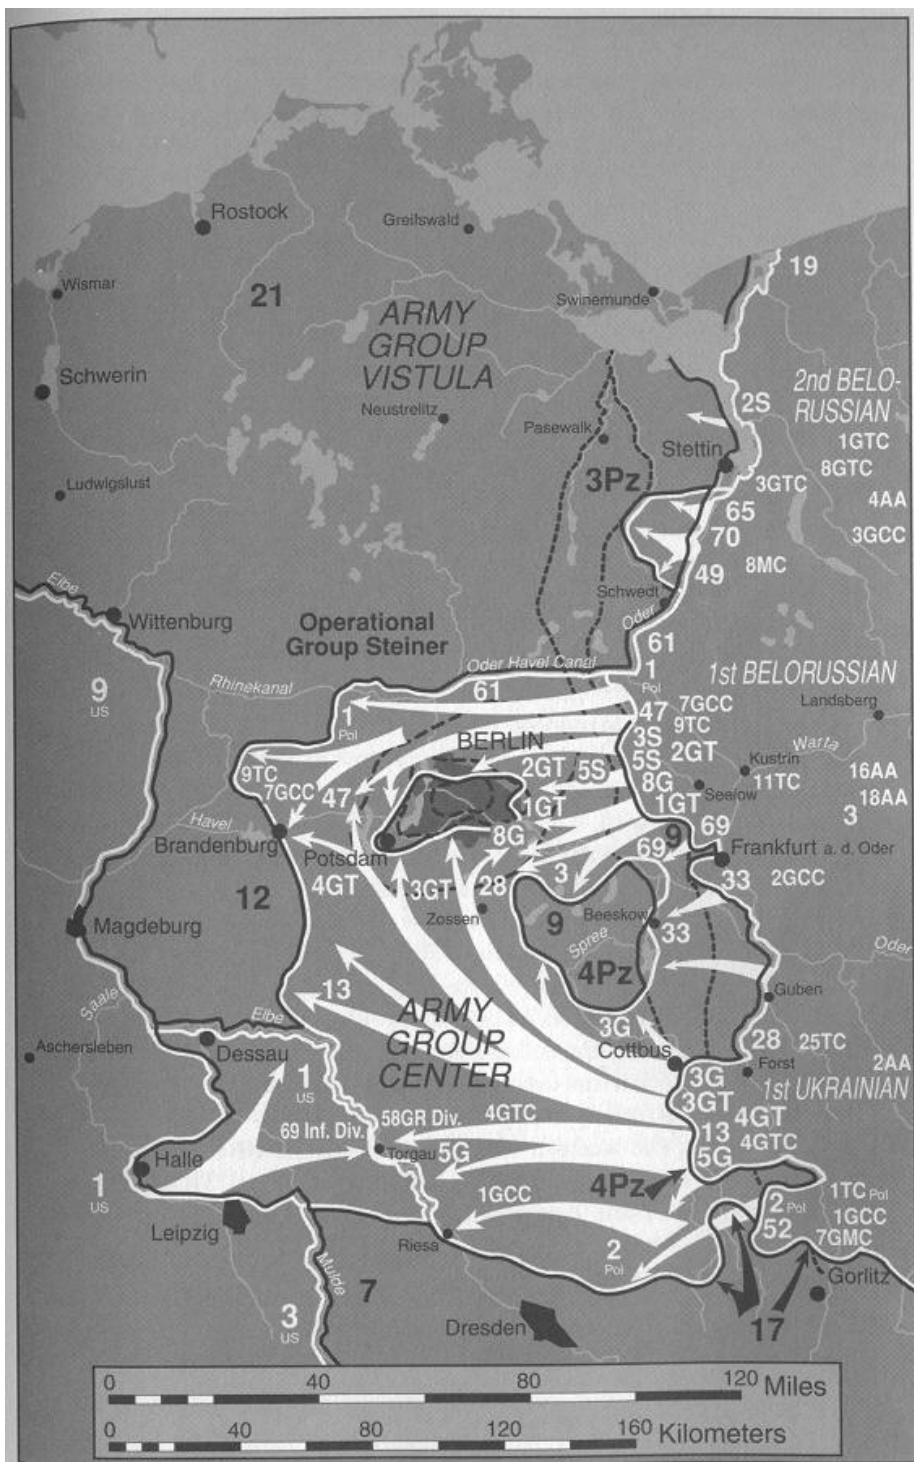 Rostock
Greifswald
Wismar
21
Swinemunde
19
ARMY
GROUP
VISTULA
Schwerin
Neustrelitz
2nd BELO-
RUSSIAN
2S
1GTC
Pasewalk
Stettin
8GTC
Ludwigslust
3Pz
3GTC
4AA
65
70
3GCC
49
8MC
Elbe
Schwedt
Wittenburg
Operational
Group Steiner
Oder
61
Oder Havel Canal
1
Pol
1st BELORUSSIAN
9
US
Rhinekanal
61
7GCC
Landsberg
1
Pol
47
9TC
BERLIN
3S
2GT
Warta
Kustrin
9TC
2GT
5S
5S
11TC
16AA
7GCC
47
8G
Seelow
18AA
1GT
1GT
3
Havel
8G
9
69
Brandenburg
Potsdam
69
Frankfurt a. d. Oder
3
4GT
3GT
28
33
2GCC
12
Zossen
9
Beeskow
Magdeburg
33
Spree
Oder
4Pz
Saale
13
Guben
Elbe
ARMY
GROUP
CENTER
3G
Aschersleben
Dessau
Cottbus
28
25TC
Forst
2AA
1
US
3G
1st UKRAINIAN
3GT
58GR Div.
4GTC
4GT
69 Inf. Div.
13
4GTC
Torgau
5G
5G
Halle
1
US
4Pz
1TC Pol
1GCC
2
Pol
1GCC
Leipzig
52
7GMC
Riesa
2
Pol
Mulde
7
Gorlitz
3
US
Dresden
17
0
40
80
120
Miles
0
40
80
120
160
Kilometers